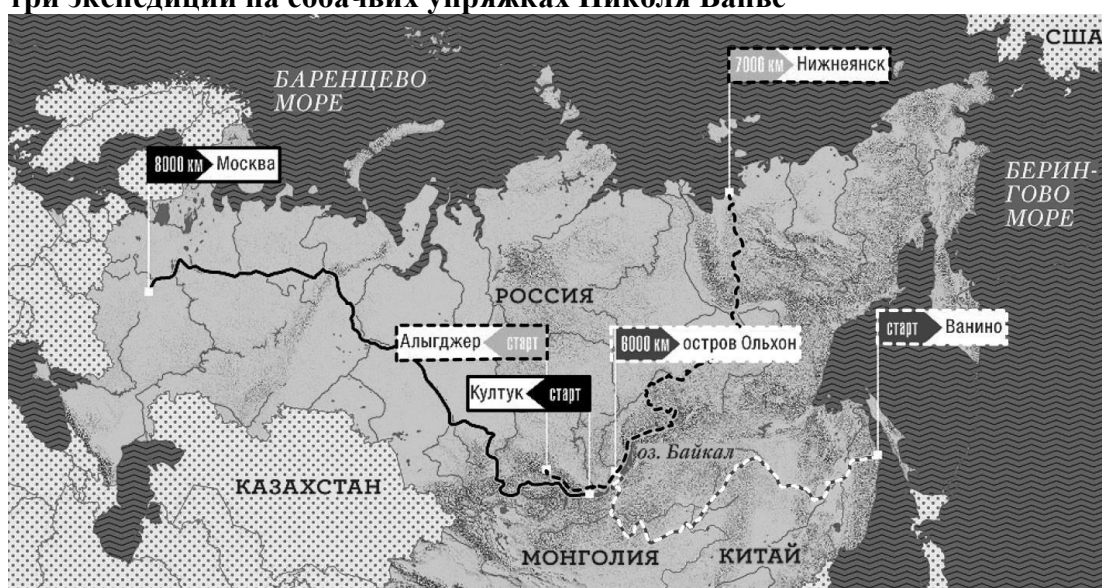 три экспедиции на собачьих упряжках Николя Ванье
США
БАРЕНЦЕВО
МОРЕ
7000 км Нижнеянск
8000 км Москва
БЕРИН-
ГОВО
МОРЕ
РОССИЯ
старт Ванино
Алыгджер старт
6000 км остров Ольхон
Култук старт
оз. Байкал
КАЗАХСТАН
МОНГОЛИЯ
КИТАЙ